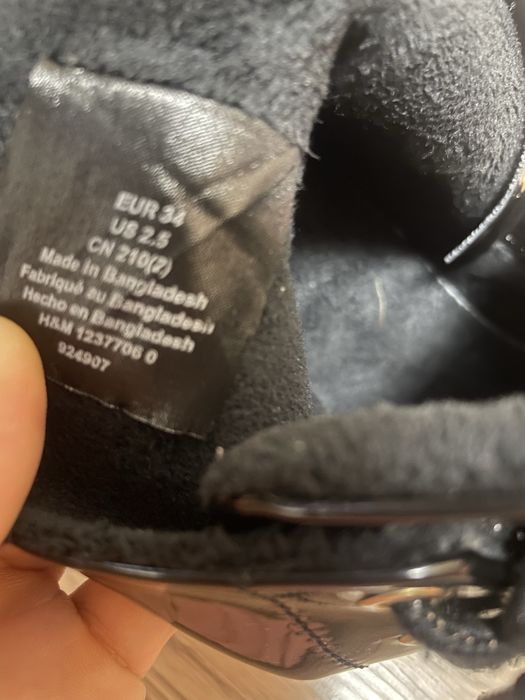 EUR 34
US 2.5
CN 210(2)
Made in Bangladesh
Fabriqué au Bangladesh
Hecho en Bangladesh
H&M 1237706 0
924907